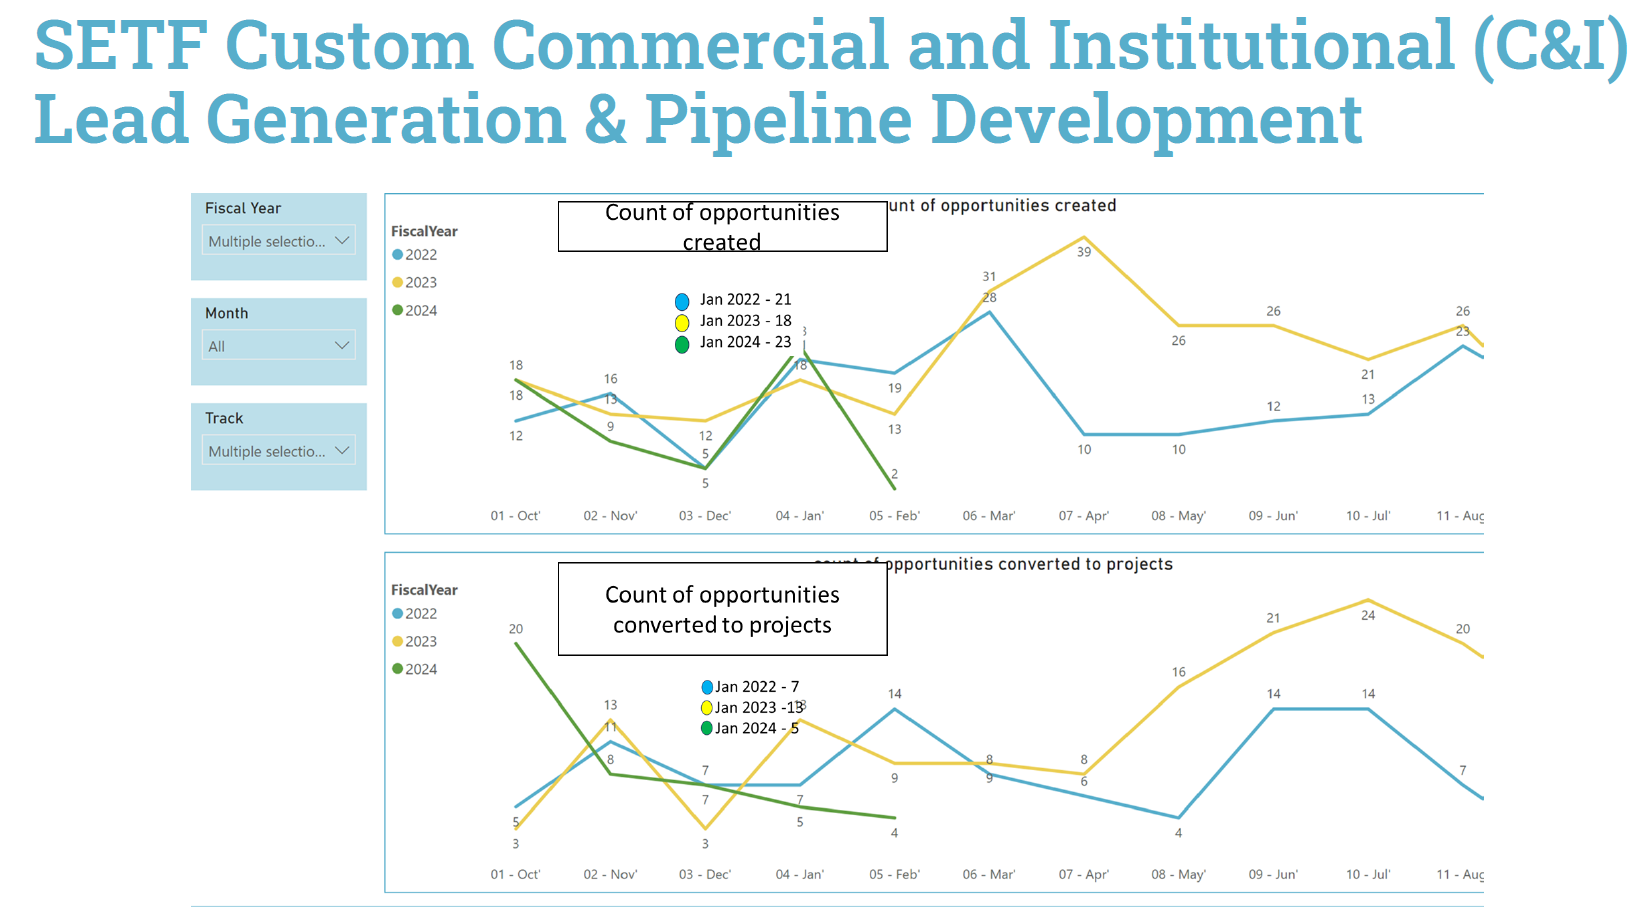 SETF Custom Commercial and Institutional (C&I)
Lead Generation & Pipeline Development
Fiscal Year
Multiple selectio...
Month
All
Track
Multiple selectio...
Count of opportunities
created
unt of opportunities created
FiscalYear
2022
2023
2024
Jan 2022 - 21
Jan 2023 - 18
Jan 2024 - 23
18
18
12
16
13
9
12
5
5
3
18
19
13
2
31
28
39
10
26
10
26
12
21
13
26
23
01 - Oct'
02 - Nov'
03 - Dec'
04 - Jan'
05 - Feb'
06 - Mar'
07 - Apr'
08 - May'
09 - Jun'
10 - Jul'
11 - Aug
Count of opportunities
converted to projects
count of opportunities converted to projects
FiscalYear
2022
2023
2024
Jan 2022 - 7
Jan 2023 -13
Jan 2024 - 5
20
5
3
13
11
8
7
7
3
13
7
5
14
9
4
8
9
8
6
16
4
21
14
24
14
20
7
01 - Oct'
02 - Nov'
03 - Dec'
04 - Jan'
05 - Feb'
06 - Mar'
07 - Apr'
08 - May'
09 - Jun'
10 - Jul'
11 - Aug